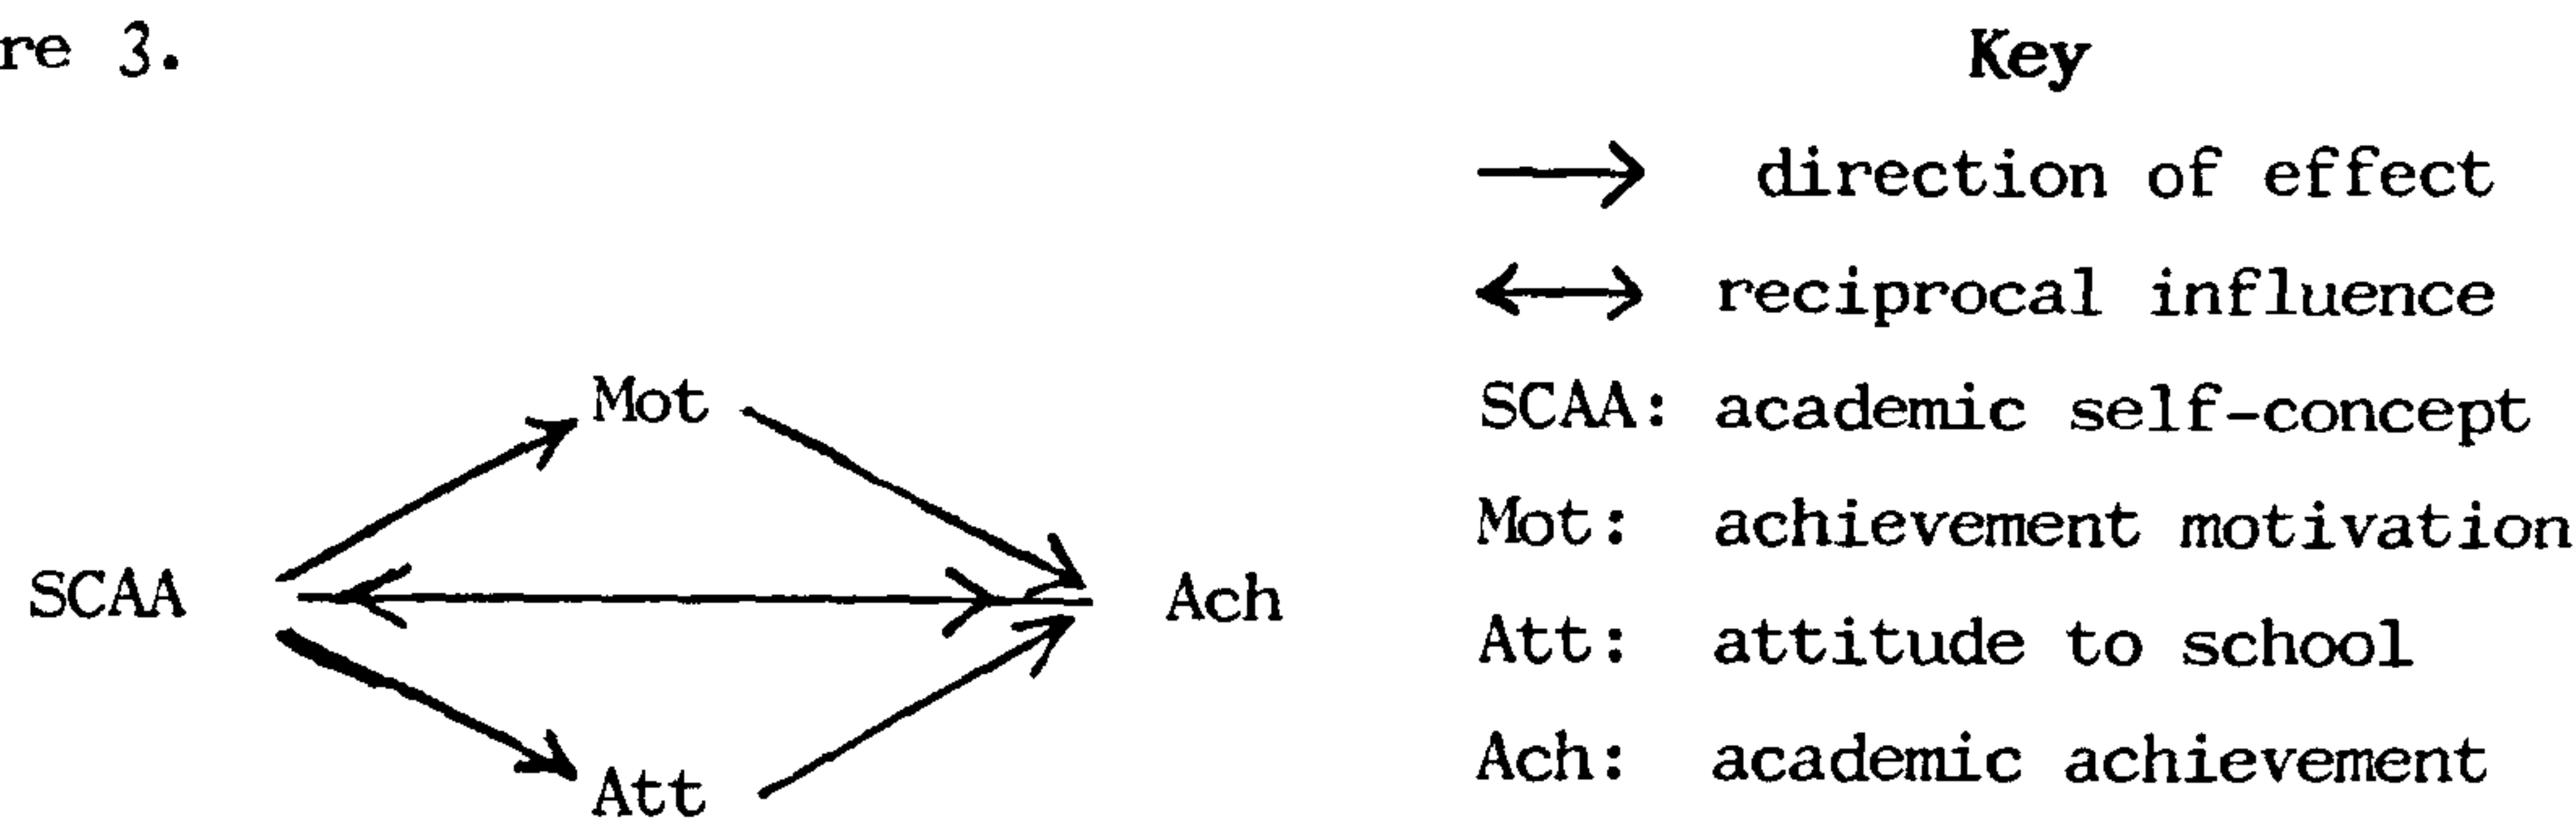 re 3.
Key
direction of effect
reciprocal influence
SCAA: academic self-concept
Mot: achievement motivation
Att: attitude to school
Ach: academic achievement
Mot
SCAA
Ach
Att